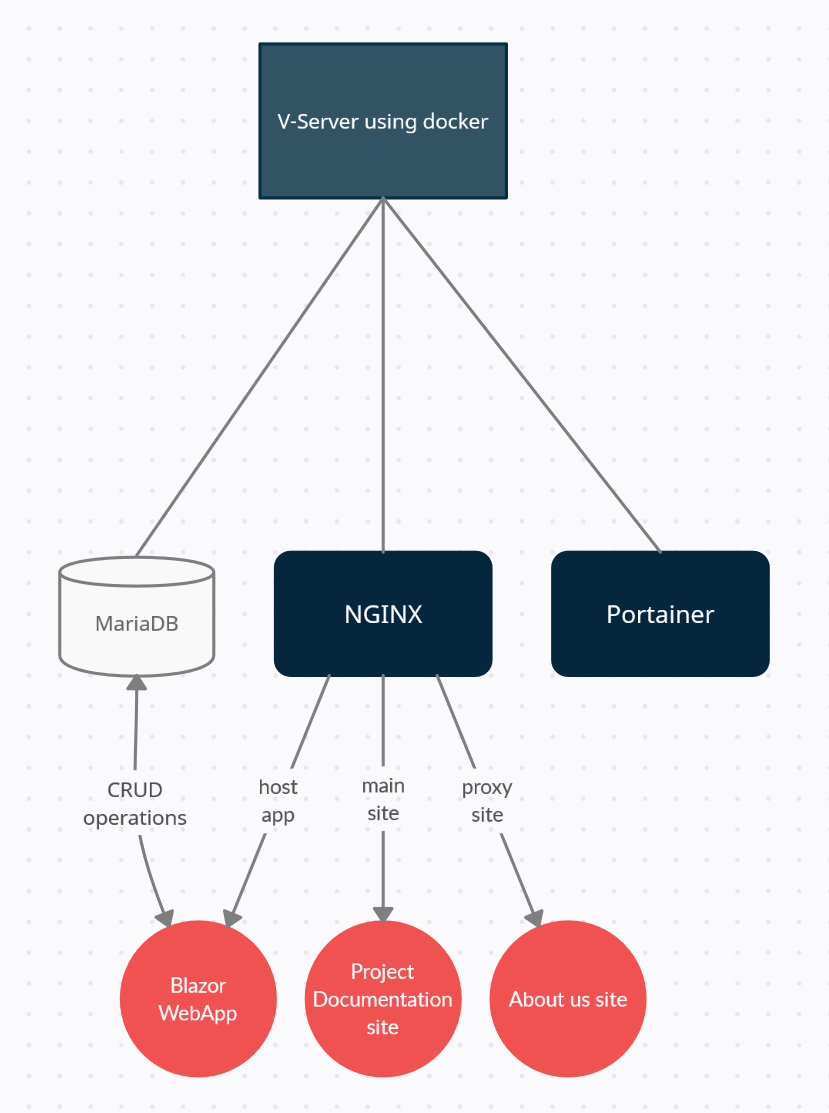 V-Server using docker
MariaDB
NGINX
Portainer
CRUD
operations
host
app
main
site
proxy
site
Blazor
WebApp
Project
Documentation
site
About us site